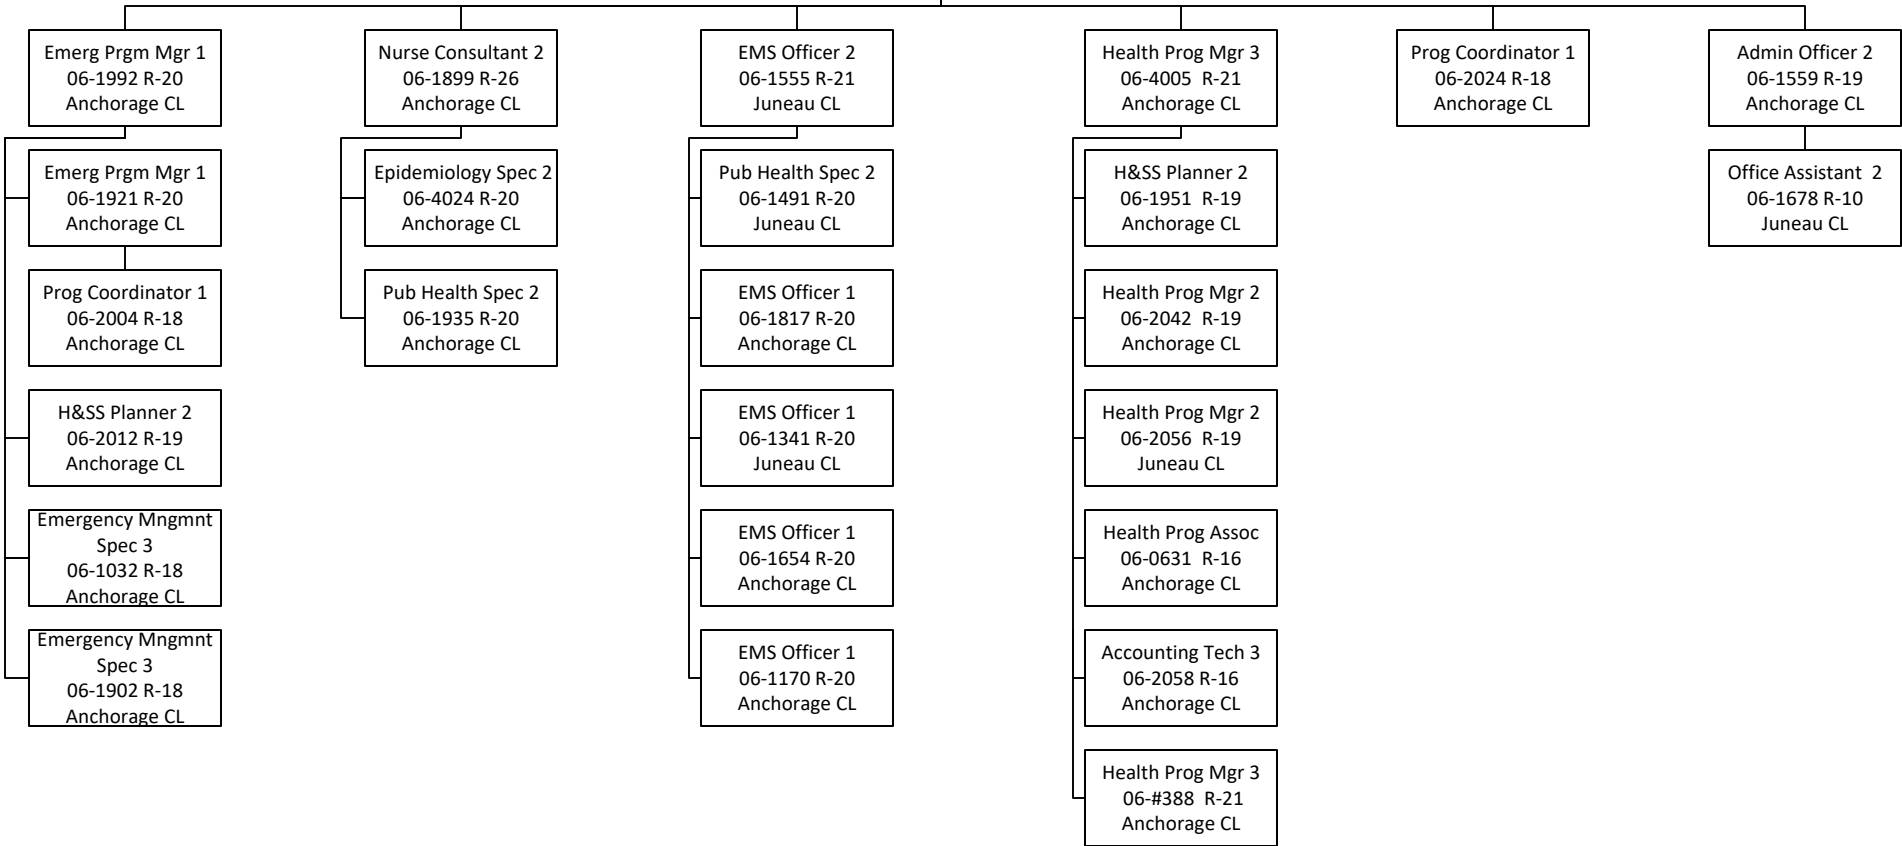 Emerg Prgm Mgr 1
06-1992 R-20
Anchorage CL
Emerg Prgm Mgr 1
06-1921 R-20
Anchorage CL
Prog Coordinator 1
06-2004 R-18
Anchorage CL
H&SS Planner 2
06-2012 R-19
Anchorage CL
Emergency Mngmnt
Spec 3
06-1032 R-18
Anchorage CL
Emergency Mngmnt
Spec 3
06-1902 R-18
Anchorage CL
Nurse Consultant 2
06-1899 R-26
Anchorage CL
Epidemiology Spec 2
06-4024 R-20
Anchorage CL
Pub Health Spec 2
06-1935 R-20
Anchorage CL
EMS Officer 2
06-1555 R-21
Juneau CL
Pub Health Spec 2
06-1491 R-20
Juneau CL
EMS Officer 1
06-1817 R-20
Anchorage CL
EMS Officer 1
06-1341 R-20
Juneau CL
EMS Officer 1
06-1654 R-20
Anchorage CL
EMS Officer 1
06-1170 R-20
Anchorage CL
Health Prog Mgr 3
06-4005  R-21
Anchorage CL
H&SS Planner 2
06-1951  R-19
Anchorage CL
Health Prog Mgr 2
06-2042  R-19
Anchorage CL
Health Prog Mgr 2
06-2056  R-19
Juneau CL
Health Prog Assoc
06-0631  R-16
Anchorage CL
Accounting Tech 3
06-2058 R-16
Anchorage CL
Health Prog Mgr 3
06-#388  R-21
Anchorage CL
Prog Coordinator 1
06-2024 R-18
Anchorage CL
Admin Officer 2
06-1559 R-19
Anchorage CL
Office Assistant  2
06-1678 R-10
Juneau CL